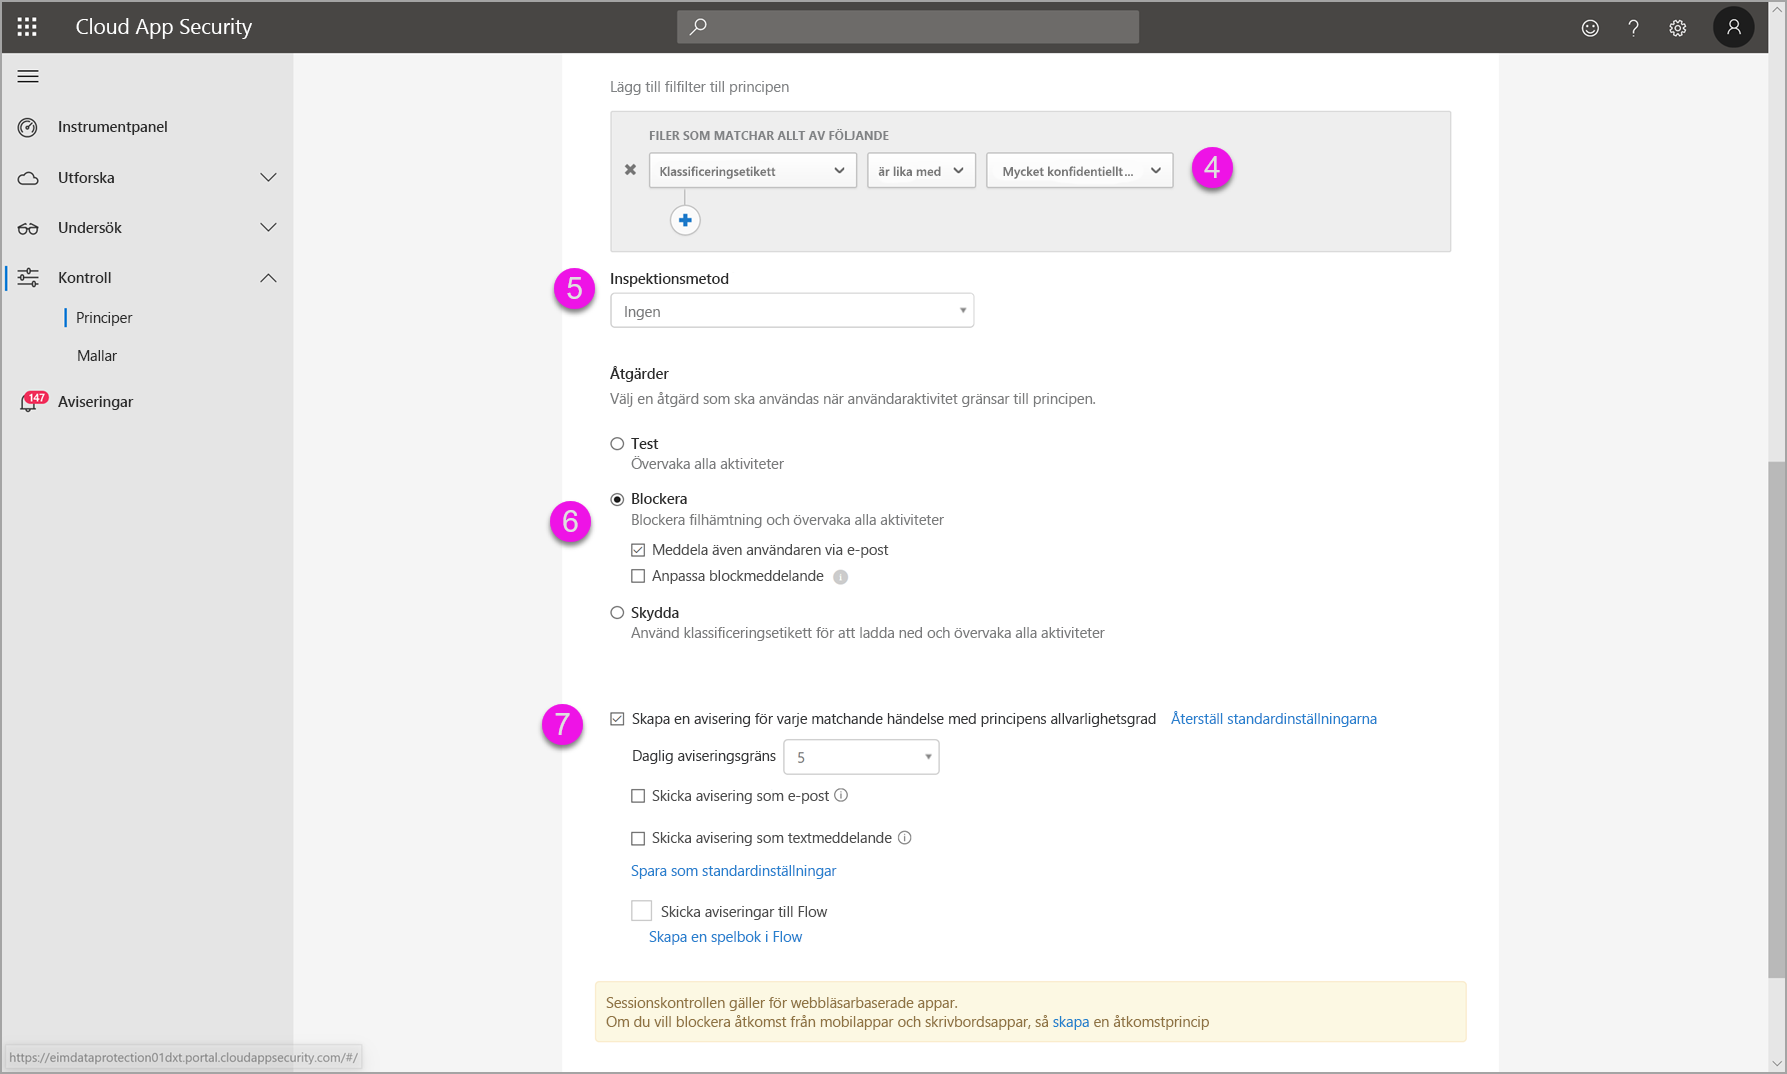 Cloud App Security
Instrumentpanel
Utforska
Undersök
Kontroll
Principer
Mallar
147
Aviseringar
Lägg till filfilter till principen
FILER SOM MATCHAR ALLT AV FÖLJANDE
Klassificeringsetikett är lika med Mycket konfidentiellt... 4
5 Inspektionsmetod
Ingen
Åtgärder
Välj en åtgärd som ska användas när användaraktivitet gränsar till principen.
Test
Övervaka alla aktiviteter
6 Blockera
Blockera filhämtning och övervaka alla aktiviteter
Meddela även användaren via e-post
Anpassa blockmeddelande
Skydda
Använd klassificeringsetikett för att ladda ned och övervaka alla aktiviteter
7 Skapa en avisering för varje matchande händelse med principens allvarlighetsgrad Återställ standardinställningarna
Daglig aviseringsgräns 5
Skicka avisering som e-post
Skicka avisering som textmeddelande
Spara som standardinställningar
Skicka aviseringar till Flow
Skapa en spelbok i Flow
Sessionskontrollen gäller för webbläsarbaserade appar.
Om du vill blockera åtkomst från mobilappar och skrivbordsappar, så skapa en åtkomstprincip
https://eimdataprotection01dxt.portal.cloudappsecurity.com/#/